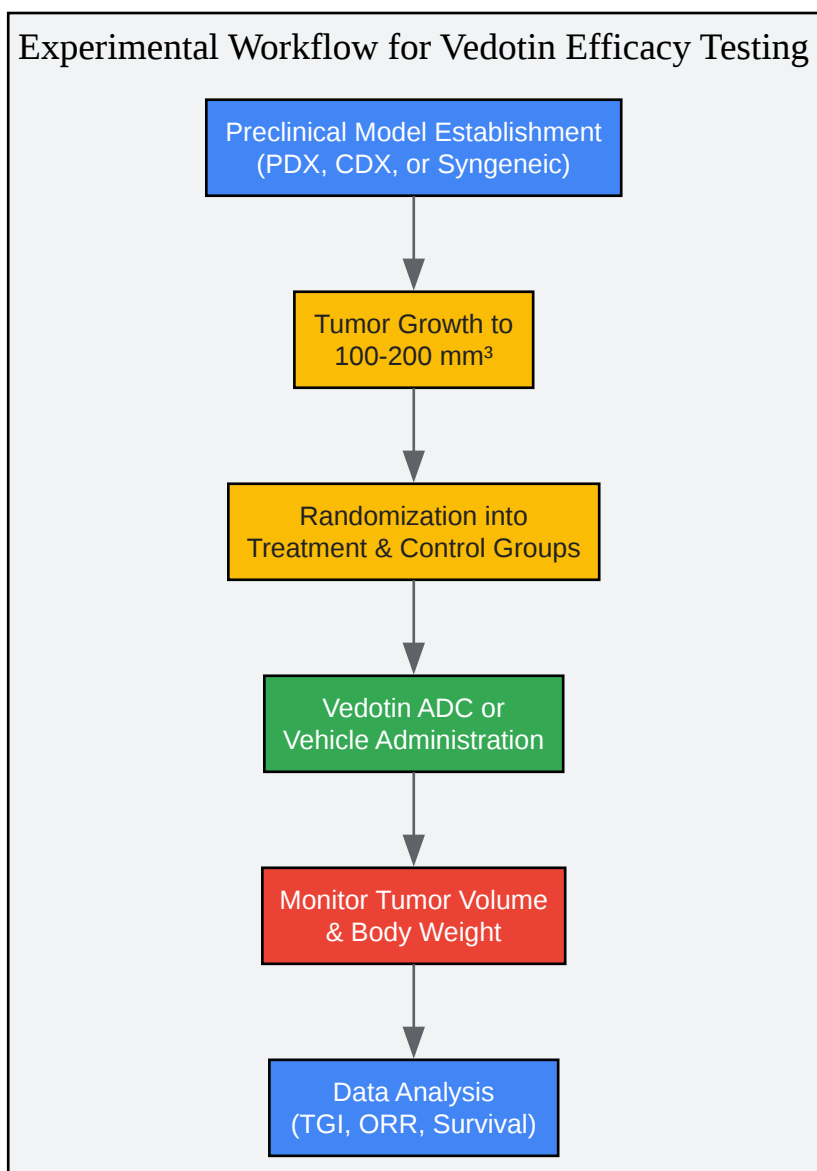 Experimental Workflow for Vedotin Efficacy Testing
Preclinical Model Establishment
(PDX, CDX, or Syngeneic)
Tumor Growth to
100-200 mm³
Randomization into
Treatment & Control Groups
Vedotin ADC or
Vehicle Administration
Monitor Tumor Volume
& Body Weight
Data Analysis
(TGI, ORR, Survival)